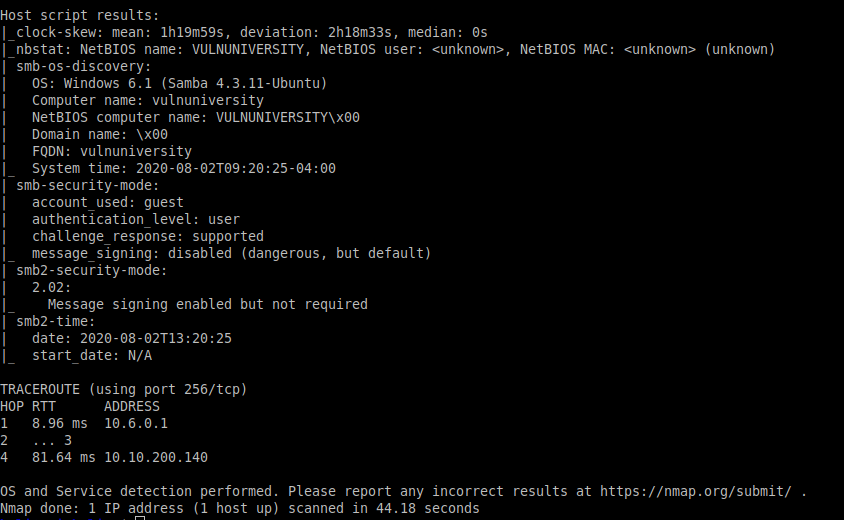 Host script results:
|_clock-skew: mean: 1h19m59s, deviation: 2h18m33s, median: 0s
|_nbstat: NetBIOS name: VULNUNIVERSITY, NetBIOS user: <unknown>, NetBIOS MAC: <unknown> (unknown)
| smb-os-discovery:
|   OS: Windows 6.1 (Samba 4.3.11-Ubuntu)
|   Computer name: vulnuniversity
|   NetBIOS computer name: VULNUNIVERSITY\x00
|   Domain name: \x00
|   FQDN: vulnuniversity
|_  System time: 2020-08-02T09:20:25-04:00
| smb-security-mode:
|   account_used: guest
|   authentication_level: user
|   challenge_response: supported
|_  message_signing: disabled (dangerous, but default)
| smb2-security-mode:
|   2.02:
|_    Message signing enabled but not required
| smb2-time:
|   date: 2020-08-02T13:20:25
|_  start_date: N/A
TRACEROUTE (using port 256/tcp)
HOP RTT      ADDRESS
1   8.96 ms  10.6.0.1
2   ... 3
4   81.64 ms 10.10.200.140
OS and Service detection performed. Please report any incorrect results at https://nmap.org/submit/ .
Nmap done: 1 IP address (1 host up) scanned in 44.18 seconds